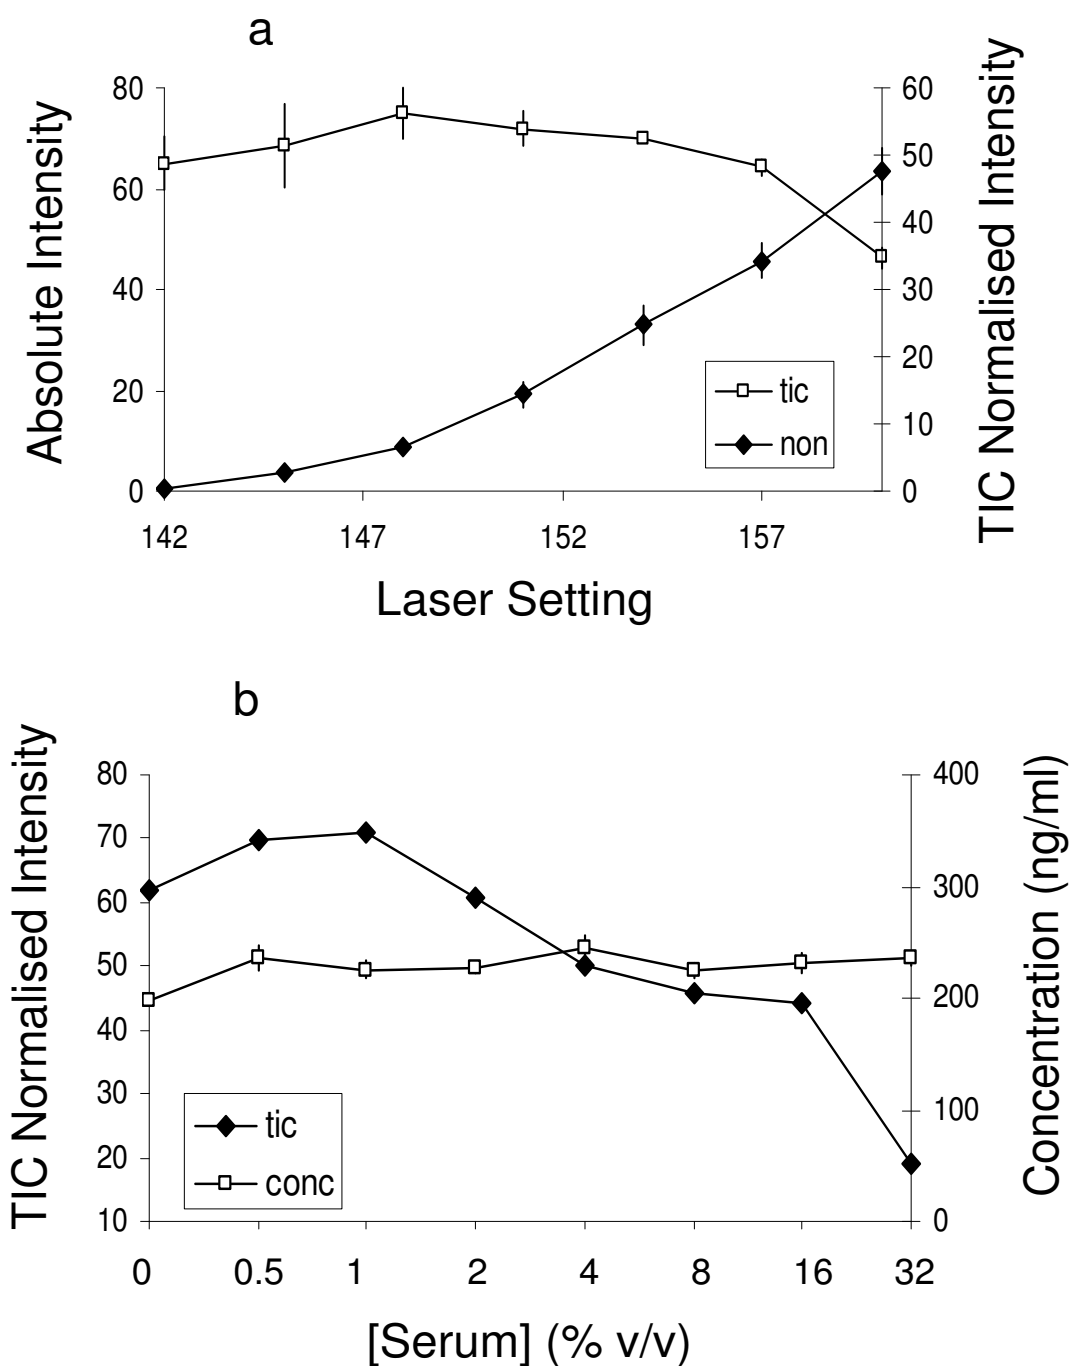 a
Absolute Intensity
80
60
40
20
0
TIC Normalised Intensity
60
50
40
30
20
10
0
tic
non
142 147 152 157
Laser Setting
b
TIC Normalised Intensity
80
70
60
50
40
30
20
10
Concentration (ng/ml)
400
300
200
100
0
tic
conc
0 0.5 1 2 4 8 16 32
[Serum] (% v/v)